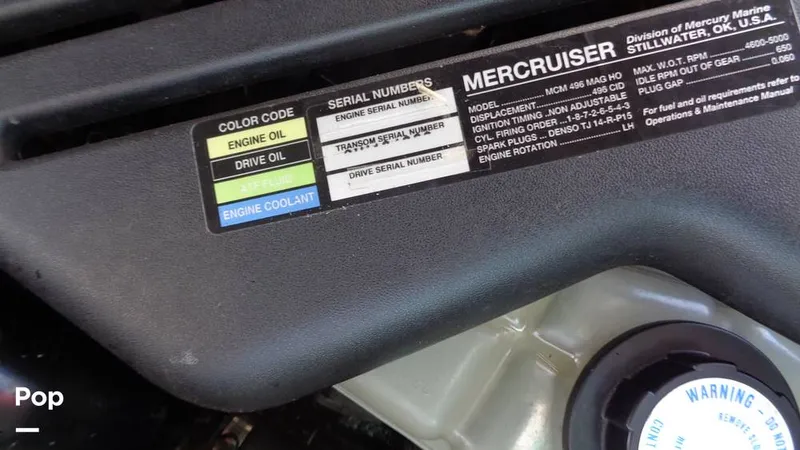 COLOR CODE
ENGINE OIL
DRIVE OIL
ATF FLUID
ENGINE COOLANT
SERIAL NUMBERS
ENGINE SERIAL NUMBER
TRANSOM SERIAL NUMBER
DRIVE SERIAL NUMBER
MERCRUISER
Division of Mercury Marine
STILLWATER, OK, U.S.A.
MODEL MCM 496 MAG HO
DISPLACEMENT 496 CID
IGNITION TIMING ..NON ADJUSTABLE
CYL. FIRING ORDER ...1-8-7-2-6-5-4-3
SPARK PLUGS ... DENSO TJ 14-R-P15
ENGINE ROTATION LH
MAX. W.O.T. RPM 4600-5000
IDLE RPM OUT OF GEAR 650
PLUG GAP 0.060
For fuel and oil requirements refer to
Operations & Maintenance Manual
WARNING - DO NOT
REMOVE
CONT
Pop